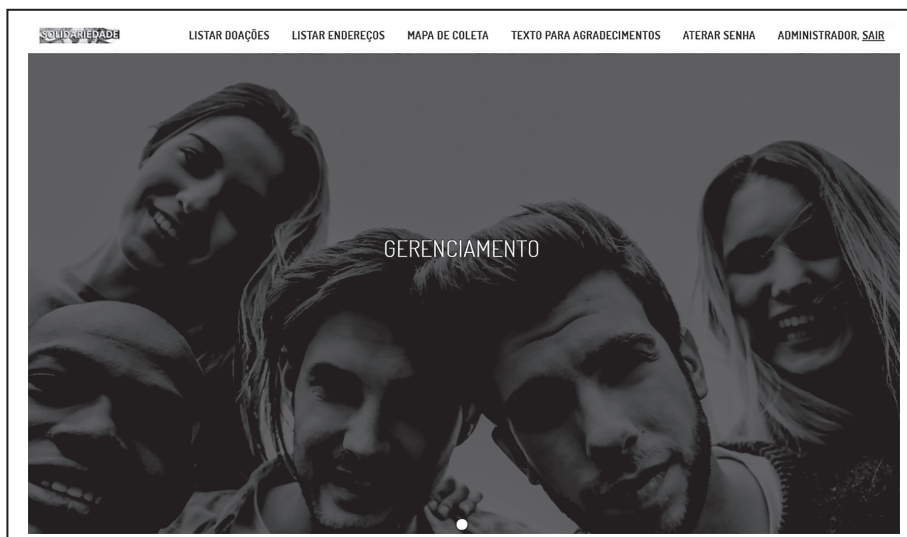 SOLIDARIEDADE
LISTAR DOAÇÕES LISTAR ENDEREÇOS MAPA DE COLETA TEXTO PARA AGRADECIMENTOS ATERAR SENHA ADMINISTRADOR, SAIR
GERENCIAMENTO